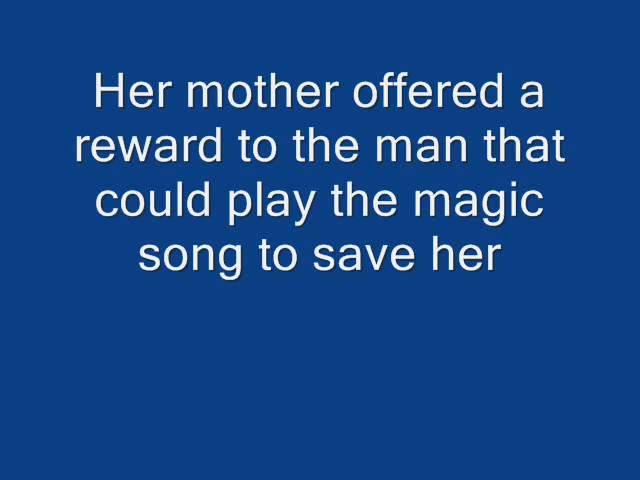 Her mother offered a
reward to the man that
could play the magic
song to save her